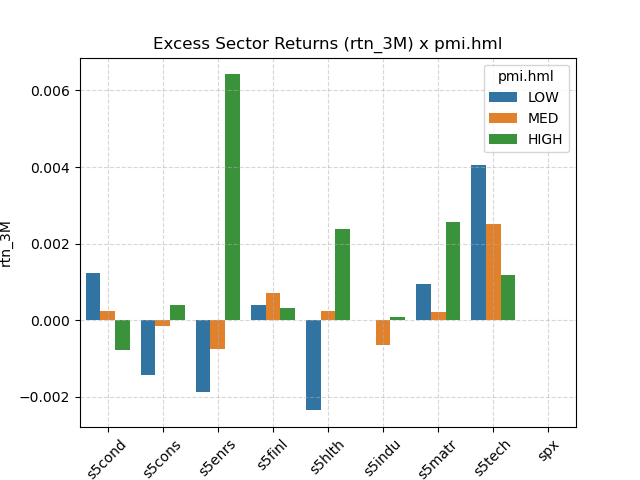 Excess Sector Returns (rtn_3M) x pmi.hml
pmi.hml
LOW
MED
HIGH
0.006
0.004
0.002
0.000
−0.002
rtn_3M
s5cond
s5cons
s5enrs
s5finl
s5hlth
s5indu
s5matr
s5tech
spx